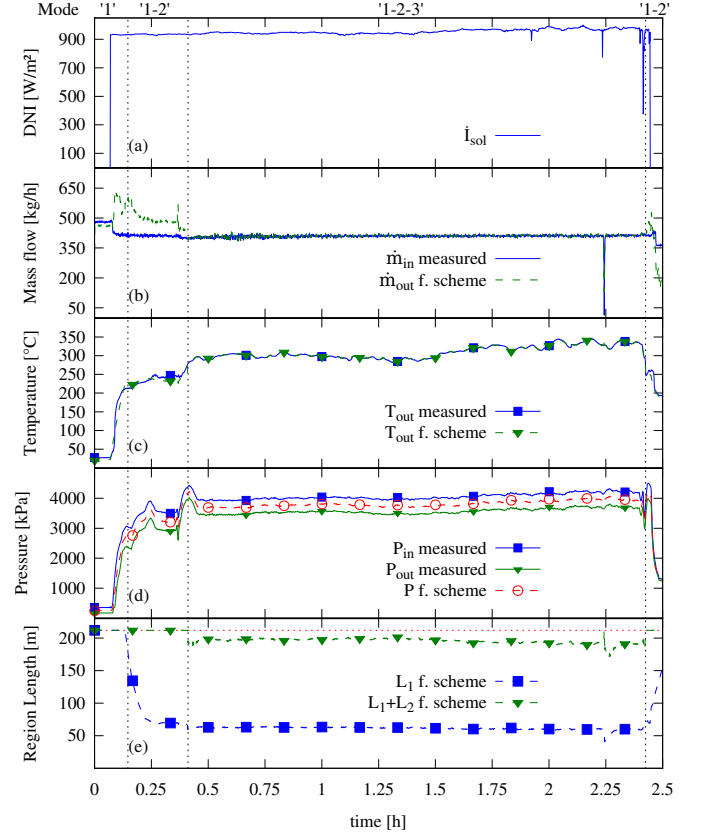 Mode '1' '1-2' '1-2-3' '1-2'
DNI [W/m²]
900
700
500
300
100
(a)
İsol
Mass flow [kg/h]
650
500
350
200
50
(b)
ṁin measured
ṁout f. scheme
Temperature [°C]
350
300
250
200
150
100
50
(c)
Tout measured
Tout f. scheme
Pressure [kPa]
4000
3000
2000
1000
(d)
Pin measured
Pout measured
P f. scheme
Region Length [m]
200
150
100
50
(e)
L1 f. scheme
L1+L2 f. scheme
0 0.25 0.5 0.75 1 1.25 1.5 1.75 2 2.25 2.5
time [h]